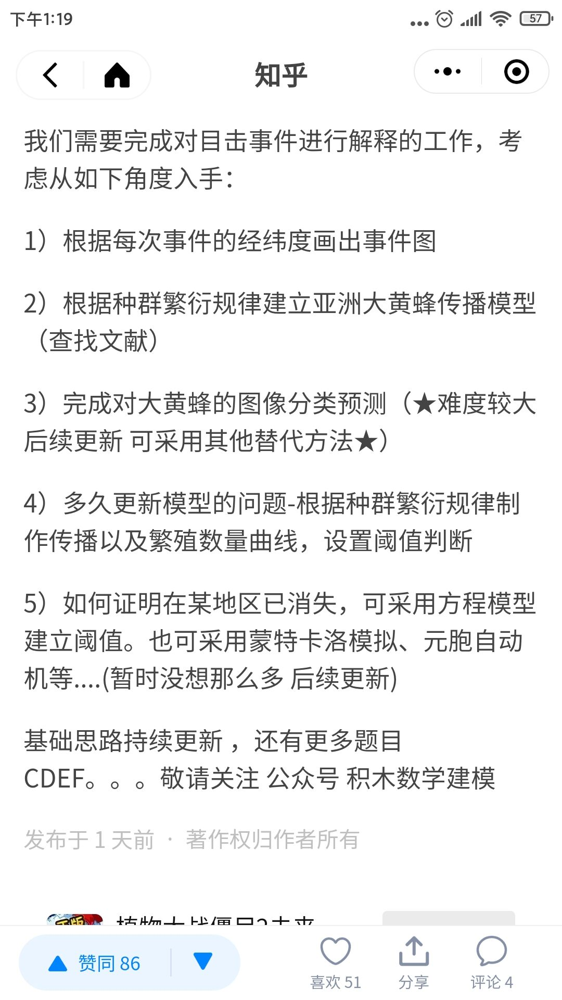 下午1:19
57
知乎
我们需要完成对目击事件进行解释的工作，考
虑从如下角度入手：
1）根据每次事件的经纬度画出事件图
2）根据种群繁衍规律建立亚洲大黄蜂传播模型
（查找文献）
3）完成对大黄蜂的图像分类预测（★难度较大
后续更新 可采用其他替代方法★）
4）多久更新模型的问题-根据种群繁衍规律制
作传播以及繁殖数量曲线，设置阈值判断
5）如何证明在某地区已消失，可采用方程模型
建立阈值。也可采用蒙特卡洛模拟、元胞自动
机等....(暂时没想那么多 后续更新)
基础思路持续更新 ，还有更多题目
CDEF。。。敬请关注 公众号 积木数学建模
发布于 1 天前 · 著作权归作者所有
正版
植物大战僵尸2未来
赞同 86
喜欢 51
分享
评论 4